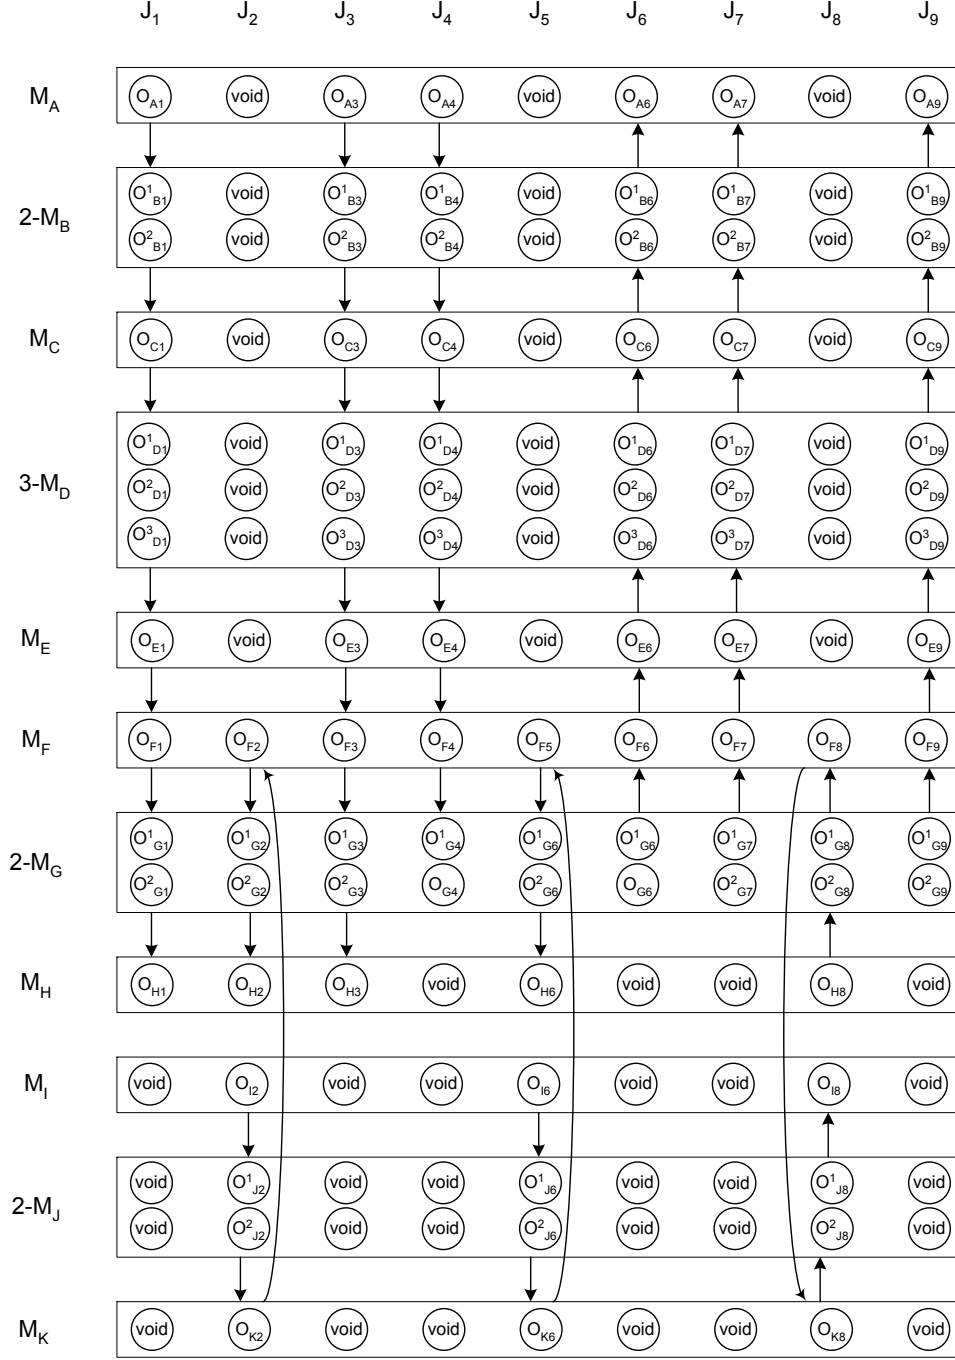 J1 J2 J3 J4 J5 J6 J7 J8 J9
MA OA1 void OA3 OA4 void OA6 OA7 void OA9
O1B1 void O1B3 O1B4 void O1B6 O1B7 void O1B9
2-MB
O2B1 void O2B3 O2B4 void O2B6 O2B7 void O2B9
MC OC1 void OC3 OC4 void OC6 OC7 void OC9
O1D1 void O1D3 O1D4 void O1D6 O1D7 void O1D9
3-MD O2D1 void O2D3 O2D4 void O2D6 O2D7 void O2D9
O3D1 void O3D3 O3D4 void O3D6 O3D7 void O3D9
ME OE1 void OE3 OE4 void OE6 OE7 void OE9
MF OF1 OF2 OF3 OF4 OF5 OF6 OF7 OF8 OF9
O1G1 O1G2 O1G3 O1G4 O1G6 O1G6 O1G7 O1G8 O1G9
2-MG
O2G1 O2G2 O2G3 OG4 O2G6 OG6 O2G7 O2G8 O2G9
MH OH1 OH2 OH3 void OH6 void void OH8 void
MI void OI2 void void OI6 void void OI8 void
void O1J2 void void O1J6 void void O1J8 void
2-MJ
void O2J2 void void O2J6 void void O2J8 void
MK void OK2 void void OK6 void void OK8 void